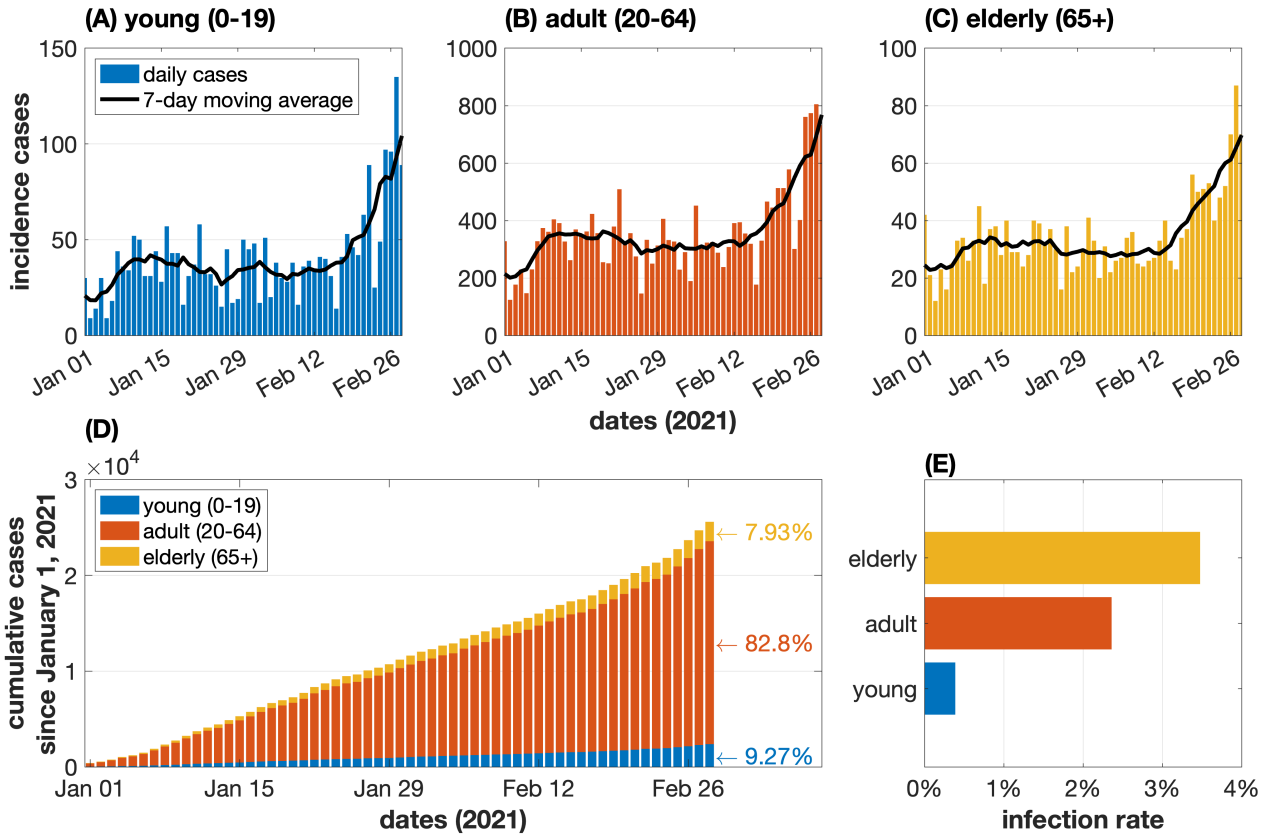 (A) young (0-19)
(B) adult (20-64)
(C) elderly (65+)
incidence cases
150
100
50
0
daily cases
7-day moving average
Jan 01
Jan 15
Jan 29
Feb 12
Feb 26
1000
800
600
400
200
0
Jan 01
Jan 15
Jan 29
Feb 12
Feb 26
100
80
60
40
20
0
Jan 01
Jan 15
Jan 29
Feb 12
Feb 26
dates (2021)
(D)
×10⁴
cumulative cases
since January 1, 2021
3
2
1
0
young (0-19)
adult (20-64)
elderly (65+)
← 7.93%
← 82.8%
← 9.27%
Jan 01
Jan 15
Jan 29
Feb 12
Feb 26
dates (2021)
(E)
elderly
adult
young
0%
1%
2%
3%
4%
infection rate